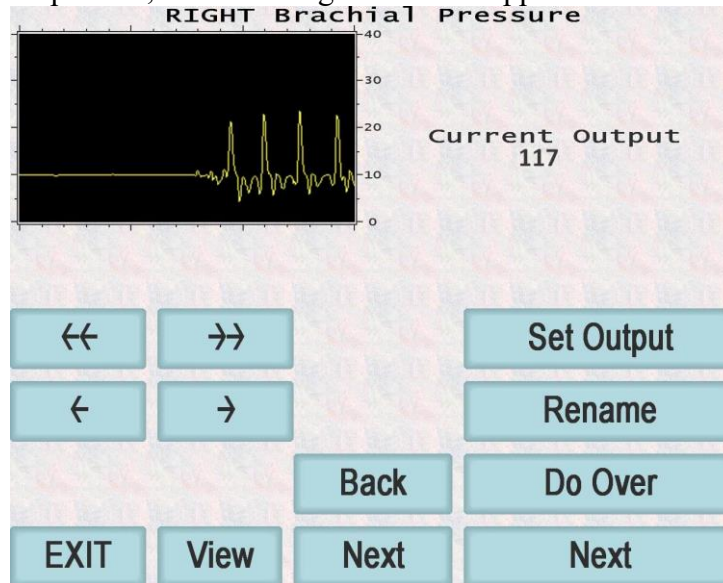 RIGHT Brachial Pressure
40
30
20
10
0
Current Output
117
<< >> Set Output
< > Rename
Back Do Over
EXIT View Next Next